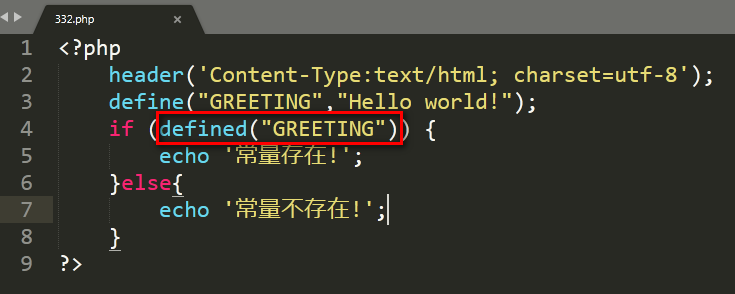 332.php
1 <?php
2 header('Content-Type:text/html; charset=utf-8');
3 define("GREETING","Hello world!");
4 if (defined("GREETING")) {
5 echo '常量存在!';
6 }else{
7 echo '常量不存在!';
8 }
9 ?>